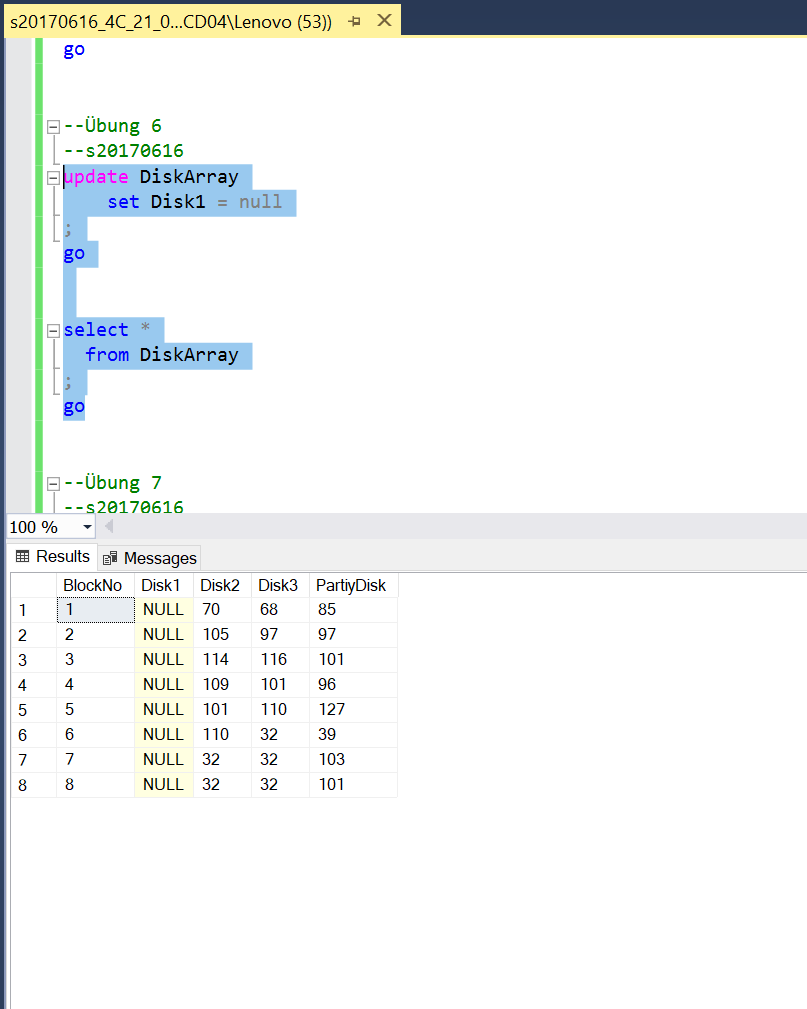 s20170616_4C_21_0...CD04\Lenovo (53))
go
--Übung 6
--s20170616
update DiskArray
set Disk1 = null
;
go
select *
from DiskArray
;
go
--Übung 7
--s20170616
100 %
Results Messages
BlockNo Disk1 Disk2 Disk3 PartiyDisk
1 1 NULL 70 68 85
2 2 NULL 105 97 97
3 3 NULL 114 116 101
4 4 NULL 109 101 96
5 5 NULL 101 110 127
6 6 NULL 110 32 39
7 7 NULL 32 32 103
8 8 NULL 32 32 101